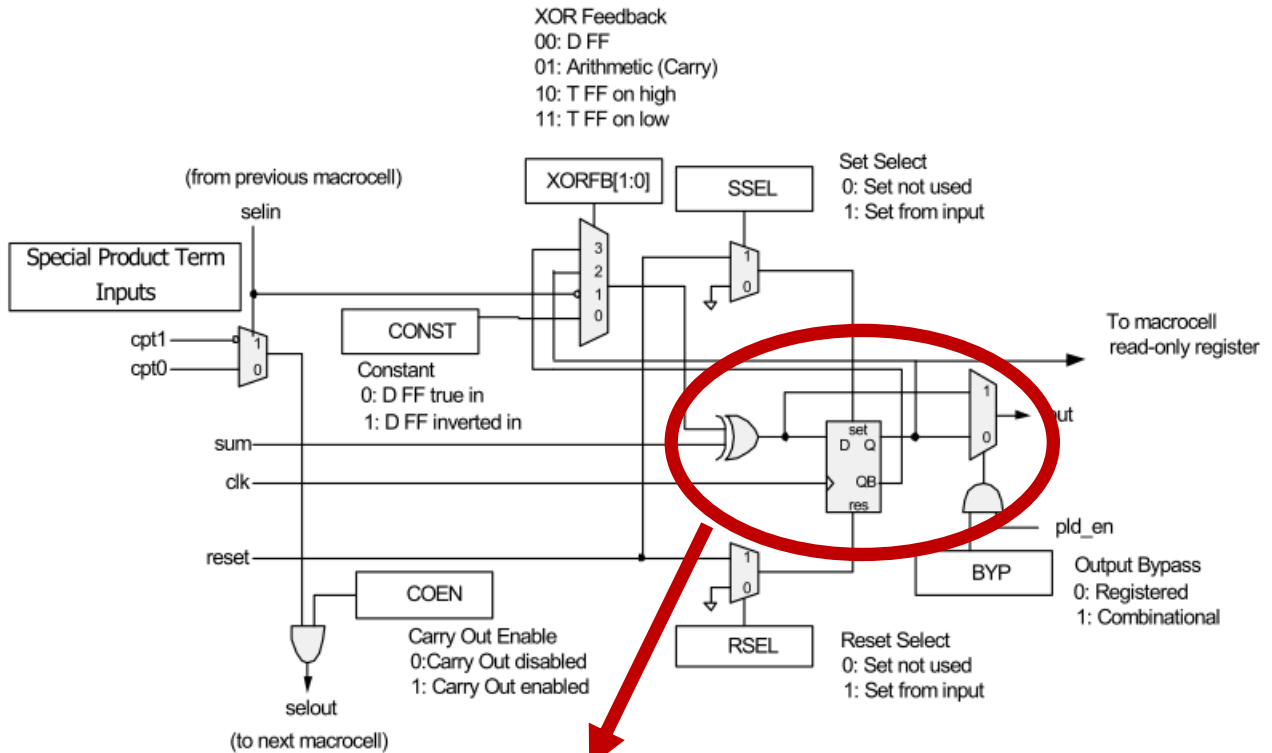 XOR Feedback
00: D FF
01: Arithmetic (Carry)
10: T FF on high
11: T FF on low
(from previous macrocell)
selin
XORFB[1:0]
SSEL
Set Select
0: Set not used
1: Set from input
Special Product Term
Inputs
3
2
1
0
1
0
CONST
Constant
0: D FF true in
1: D FF inverted in
cpt1
cpt0
1
0
To macrocell
read-only register
1
0
out
sum
clk
set
D Q
QB
res
pld_en
reset
1
0
BYP
Output Bypass
0: Registered
1: Combinational
COEN
Carry Out Enable
0:Carry Out disabled
1: Carry Out enabled
RSEL
Reset Select
0: Set not used
1: Set from input
selout
(to next macrocell)